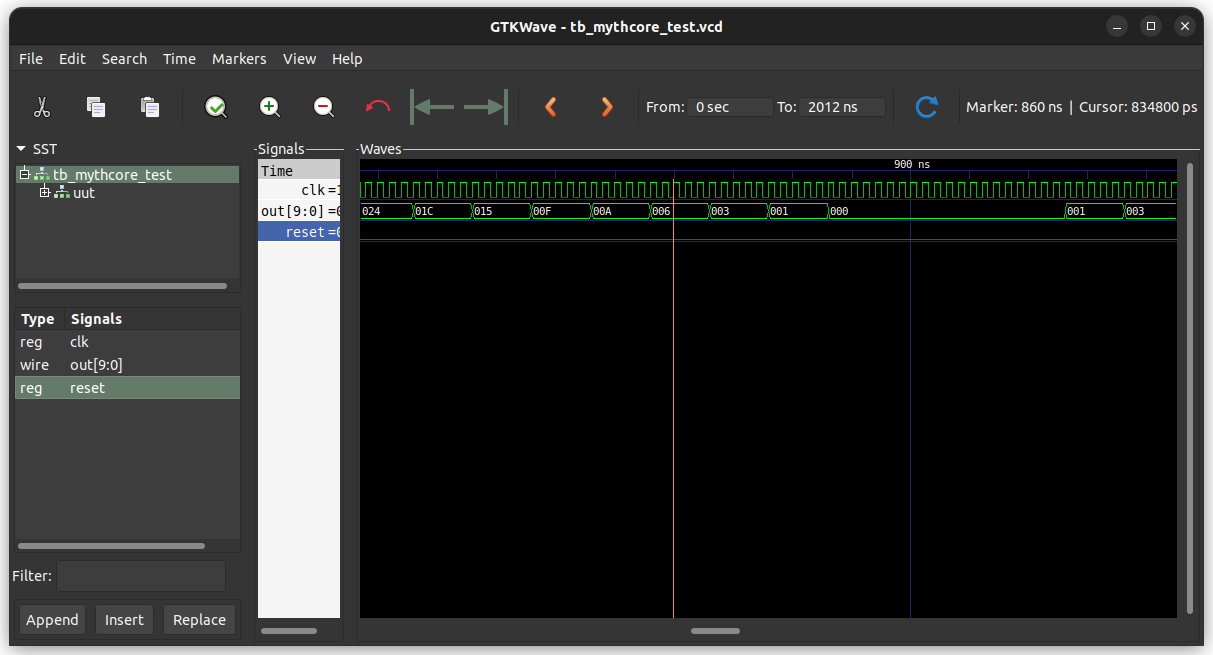 GTKWave - tb_mythcore_test.vcd
File Edit Search Time Markers View Help
From: 0 sec To: 2012 ns Marker: 860 ns | Cursor: 834800 ps
SST
tb_mythcore_test
uut
Type Signals
reg clk
wire out[9:0]
reg reset
Filter:
Append Insert Replace
Signals
Time
clk =1
out[9:0] =0
reset =0
Waves
900 ns
024 01C 015 00F 00A 006 003 001 000 001 003